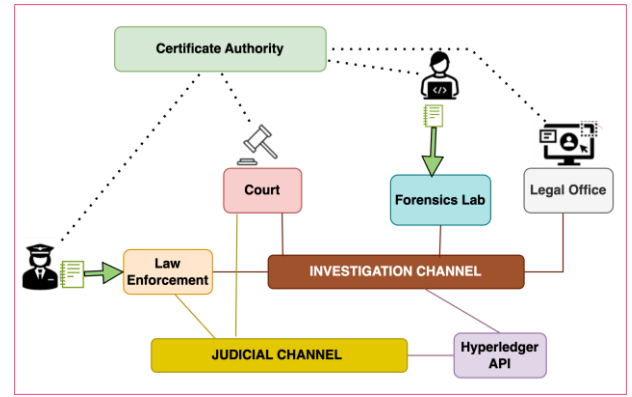 Certificate Authority
</>
Court
Forensics Lab
Legal Office
Law
Enforcement
INVESTIGATION CHANNEL
JUDICIAL CHANNEL
Hyperledger
API